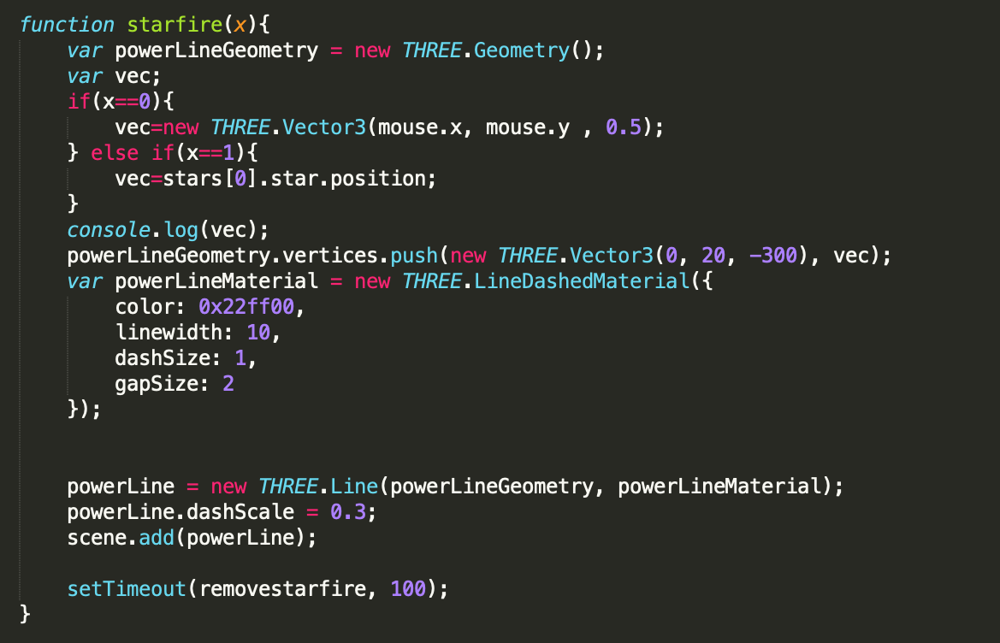 function starfire(x){
    var powerLineGeometry = new THREE.Geometry();
    var vec;
    if(x==0){
        vec=new THREE.Vector3(mouse.x, mouse.y , 0.5);
    } else if(x==1){
        vec=stars[0].star.position;
    }
    console.log(vec);
    powerLineGeometry.vertices.push(new THREE.Vector3(0, 20, -300), vec);
    var powerLineMaterial = new THREE.LineDashedMaterial({
        color: 0x22ff00,
        linewidth: 10,
        dashSize: 1,
        gapSize: 2
    });
    powerLine = new THREE.Line(powerLineGeometry, powerLineMaterial);
    powerLine.dashScale = 0.3;
    scene.add(powerLine);
    setTimeout(removestarfire, 100);
}